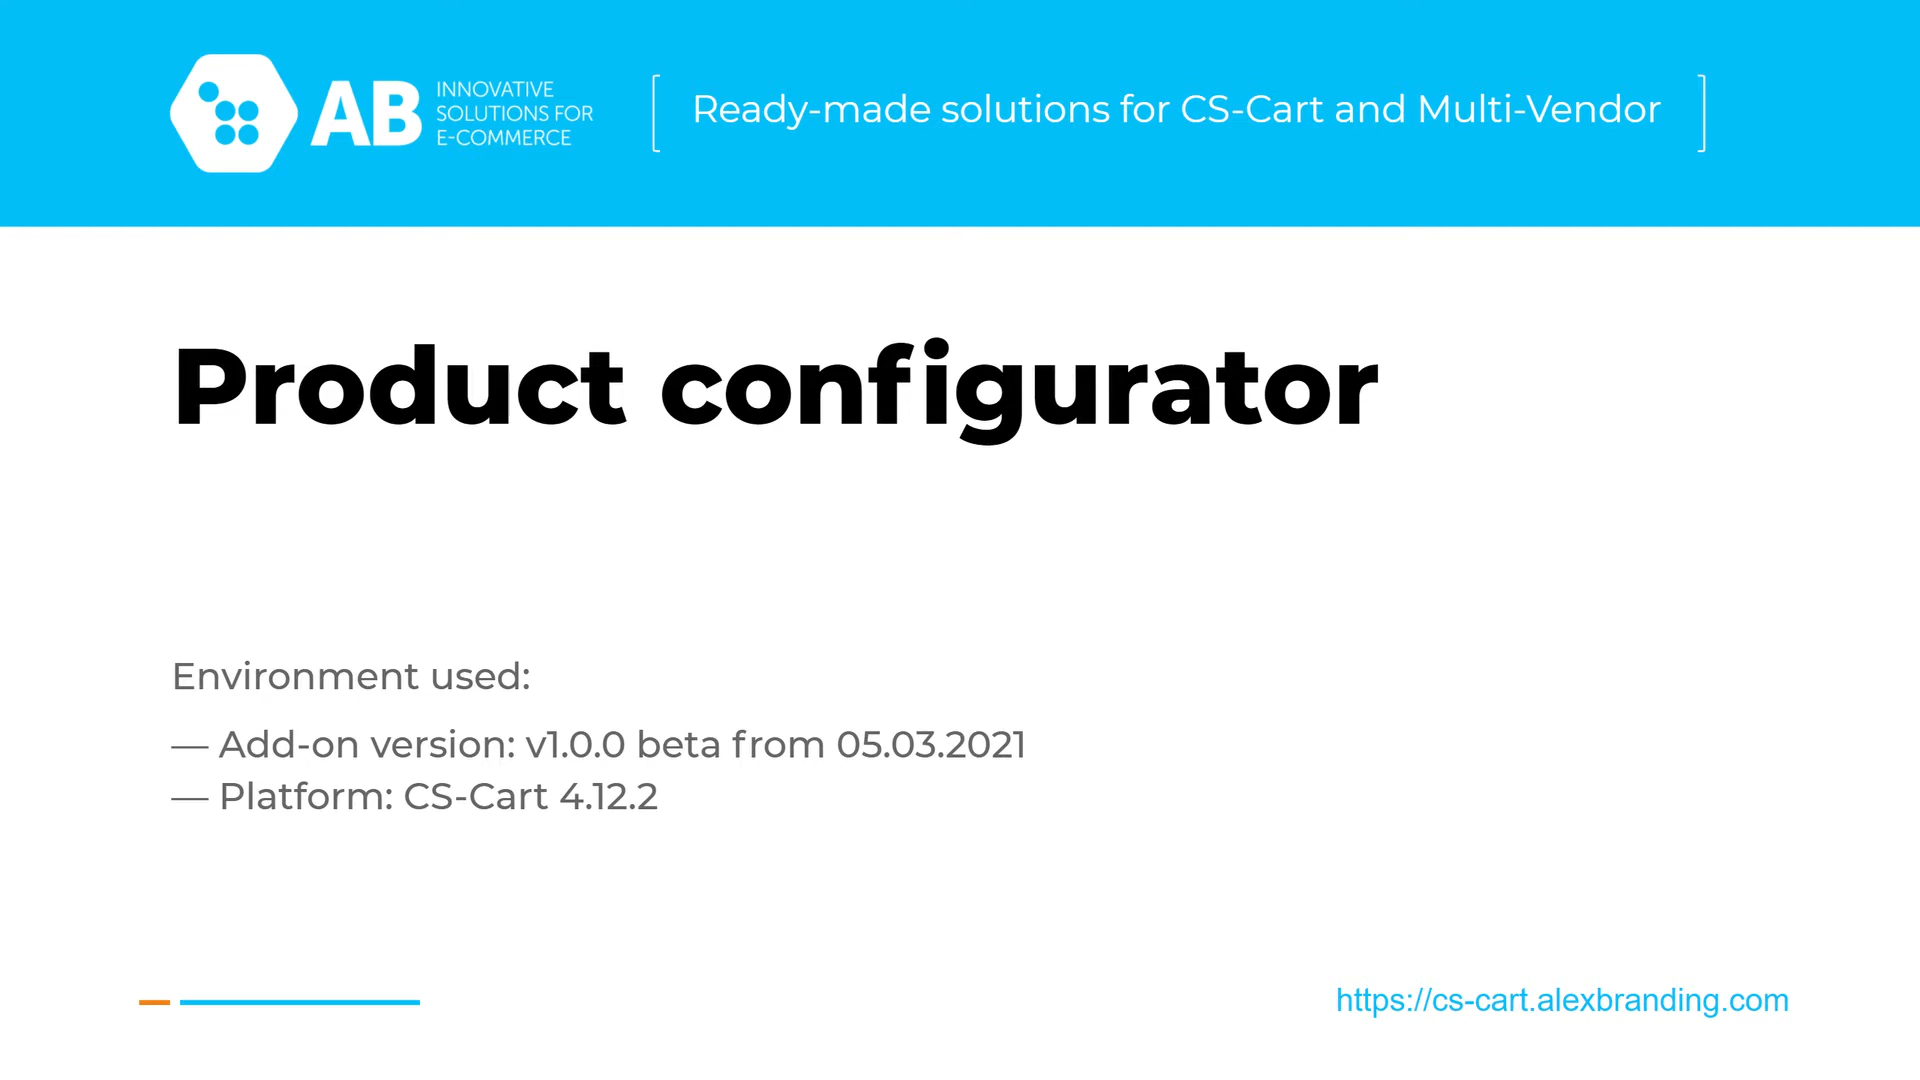 AB
INNOVATIVE
SOLUTIONS FOR
E-COMMERCE
Ready-made solutions for CS-Cart and Multi-Vendor
Product configurator
Environment used:
— Add-on version: v1.0.0 beta from 05.03.2021
— Platform: CS-Cart 4.12.2
https://cs-cart.alexbranding.com